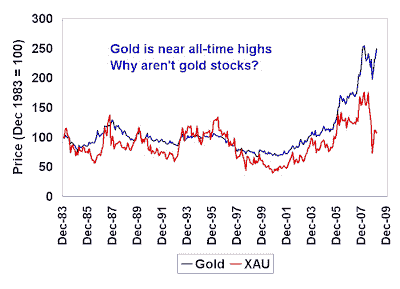 Gold is near all-time highs
Why aren't gold stocks?
Price (Dec 1983 = 100)
300
250
200
150
100
50
0
Dec-83
Dec-85
Dec-87
Dec-89
Dec-91
Dec-93
Dec-95
Dec-97
Dec-99
Dec-01
Dec-03
Dec-05
Dec-07
Dec-09
Gold XAU